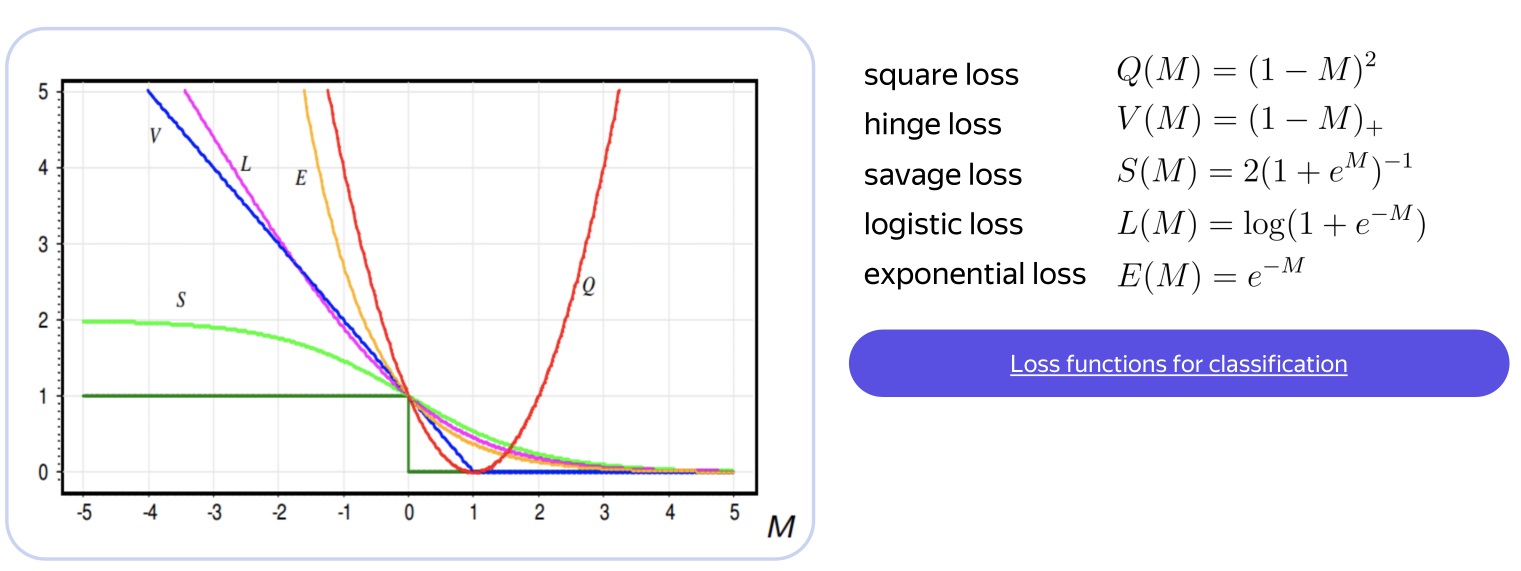 5
V
L
4
E
3
Q
S
2
1
0
-5 -4 -3 -2 -1 0 1 2 3 4 5
M
square loss Q(M) = (1 − M)²
hinge loss V(M) = (1 − M)₊
savage loss S(M) = 2(1 + e^M)^−1
logistic loss L(M) = log(1 + e^−M)
exponential loss E(M) = e^−M
Loss functions for classification